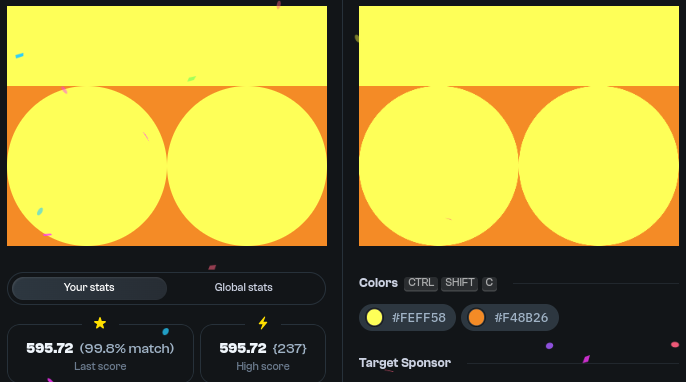 Your stats
Global stats
595.72 (99.8% match)
Last score
595.72 {237}
High score
Colors CTRL SHIFT C
#FEFF58 #F48B26
Target Sponsor